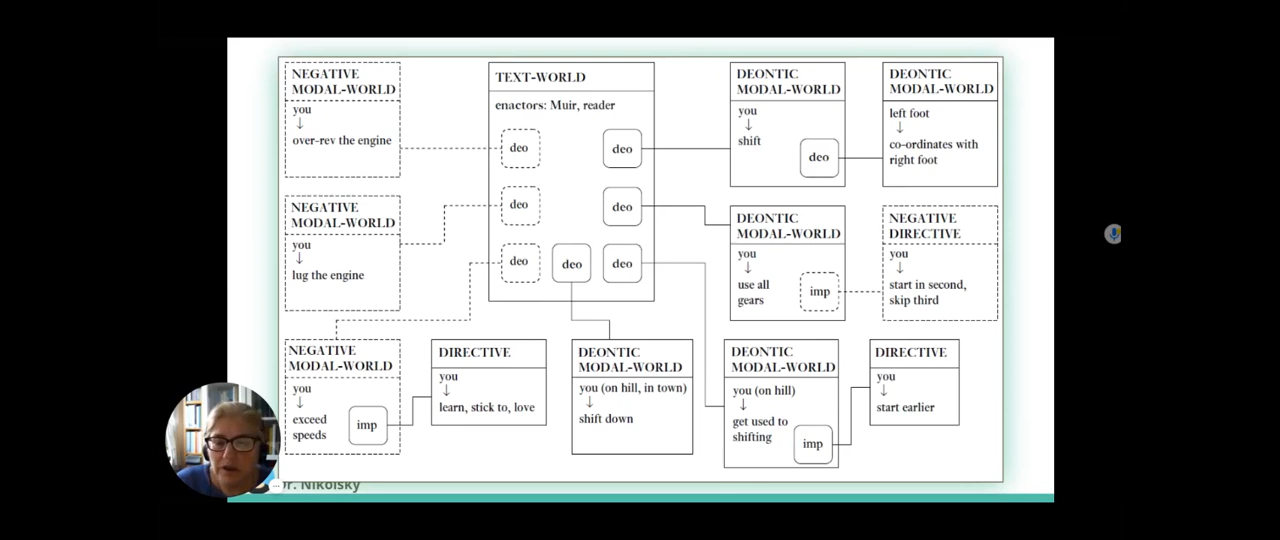 NEGATIVE
MODAL-WORLD
you
↓
over-rev the engine
NEGATIVE
MODAL-WORLD
you
↓
lug the engine
NEGATIVE
MODAL-WORLD
you
↓
exceed
speeds
imp
DIRECTIVE
you
↓
learn, stick to, love
TEXT-WORLD
enactors: Muir, reader
deo
deo
deo
deo
deo
deo
deo
DEONTIC
MODAL-WORLD
you (on hill, in town)
↓
shift down
DEONTIC
MODAL-WORLD
you
↓
shift
deo
DEONTIC
MODAL-WORLD
left foot
↓
co-ordinates with
right foot
DEONTIC
MODAL-WORLD
you
↓
use all
gears
imp
NEGATIVE
DIRECTIVE
you
↓
start in second,
skip third
DEONTIC
MODAL-WORLD
you (on hill)
↓
get used to
shifting
imp
DIRECTIVE
you
↓
start earlier
Dr. Nikolsky